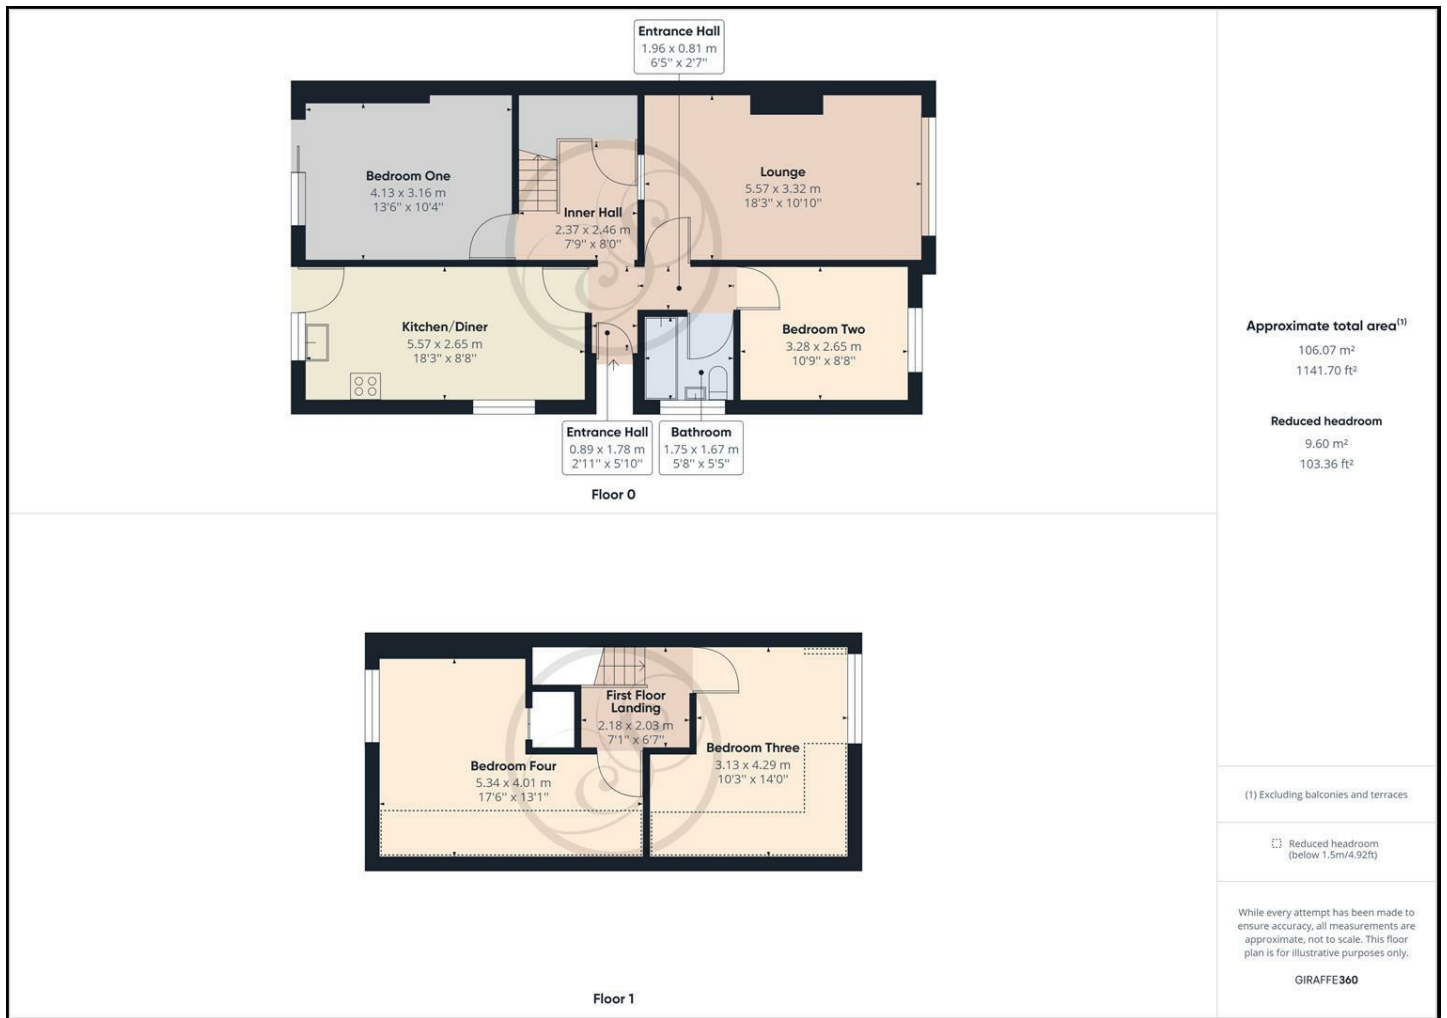 Entrance Hall
1.96 x 0.81 m
6'5" x 2'7"
Bedroom One
4.13 x 3.16 m
13'6" x 10'4"
Inner Hall
2.37 x 2.46 m
7'9" x 8'0"
Lounge
5.57 x 3.32 m
18'3" x 10'10"
Kitchen/Diner
5.57 x 2.65 m
18'3" x 8'8"
Bedroom Two
3.28 x 2.65 m
10'9" x 8'8"
Entrance Hall
0.89 x 1.78 m
2'11" x 5'10"
Bathroom
1.75 x 1.67 m
5'8" x 5'5"
Floor 0
First Floor
Landing
2.18 x 2.03 m
7'1" x 6'7"
Bedroom Four
5.34 x 4.01 m
17'6" x 13'1"
Bedroom Three
3.13 x 4.29 m
10'3" x 14'0"
Floor 1
Approximate total area(1)
106.07 m²
1141.70 ft²
Reduced headroom
9.60 m²
103.36 ft²
(1) Excluding balconies and terraces
Reduced headroom
(below 1.5m/4.92ft)
While every attempt has been made to
ensure accuracy, all measurements are
approximate, not to scale. This floor
plan is for illustrative purposes only.
GIRAFFE360